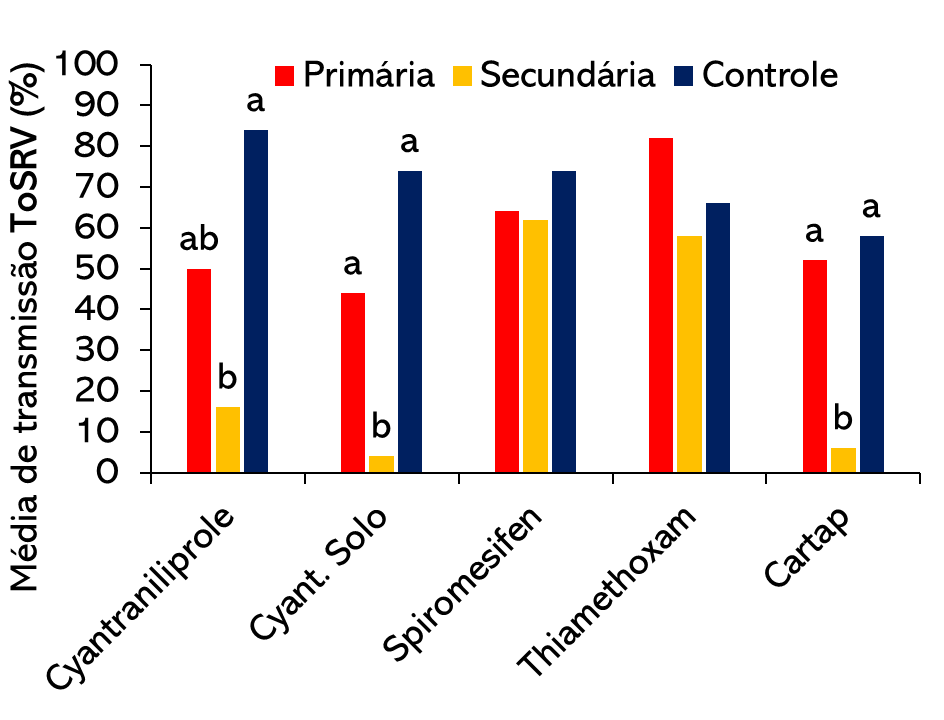 Média de transmissão ToSRV (%)
100
90
80
70
60
50
40
30
20
10
0
Primária Secundária Controle
ab b a
a b a
a b a
Cyantraniliprole
Cyant. Solo
Spiromesifen
Thiamethoxam
Cartap